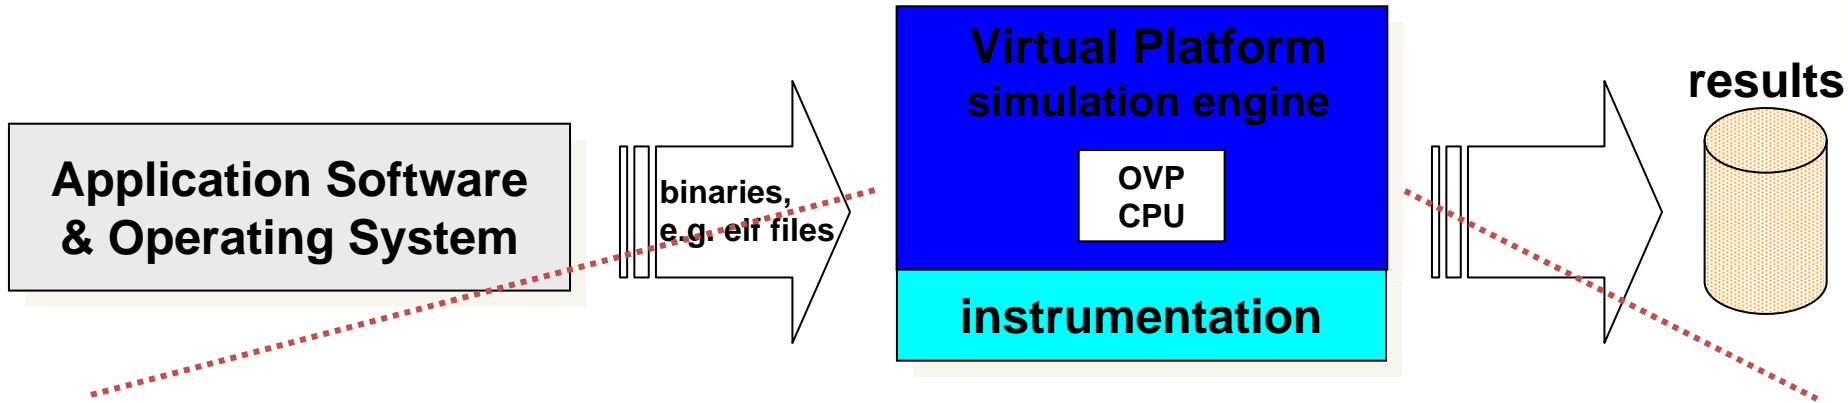 Application Software
& Operating System
binaries,
e.g. elf files
Virtual Platform
simulation engine
OVP
CPU
instrumentation
results